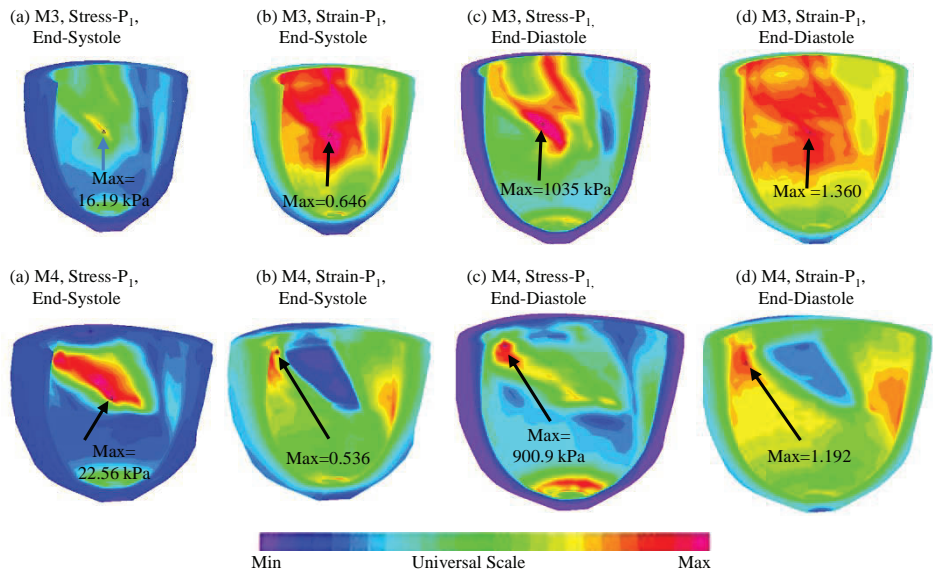 (a) M3, Stress-P1,
End-Systole
(b) M3, Strain-P1,
End-Systole
(c) M3, Stress-P1,
End-Diastole
(d) M3, Strain-P1,
End-Diastole
Max=
16.19 kPa
Max=0.646
Max=1035 kPa
Max =1.360
(a) M4, Stress-P1,
End-Systole
(b) M4, Strain-P1,
End-Systole
(c) M4, Stress-P1,
End-Diastole
(d) M4, Strain-P1,
End-Diastole
Max=
22.56 kPa
Max=0.536
Max=
900.9 kPa
Max=1.192
Min Universal Scale Max